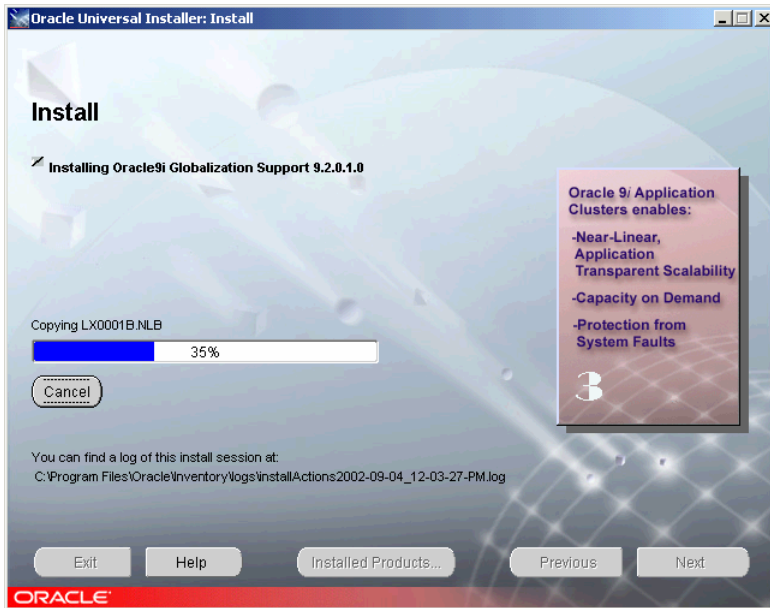 Oracle Universal Installer: Install
Install
Installing Oracle9i Globalization Support 9.2.0.1.0
Oracle 9i Application
Clusters enables:
-Near-Linear,
Application
Transparent Scalability
-Capacity on Demand
-Protection from
System Faults
3
Copying LX0001B.NLB
35%
Cancel
You can find a log of this install session at:
C:\Program Files\Oracle\Inventory\logs\installActions2002-09-04_12-03-27-PM.log
Exit
Help
Installed Products...
Previous
Next
ORACLE